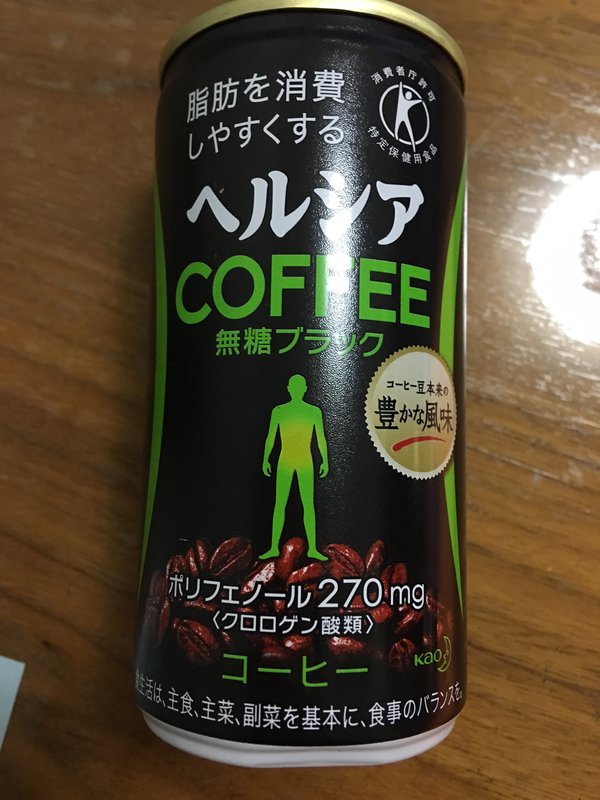 脂肪を消費
しやすくする
消費者庁許可
特定保健用食品
ヘルシア
COFFEE
無糖ブラック
コーヒー豆本来の
豊かな風味
ポリフェノール 270 mg
〈クロロゲン酸類〉
コーヒー
Kao
食生活は、主食、主菜、副菜を基本に、食事のバランスを。